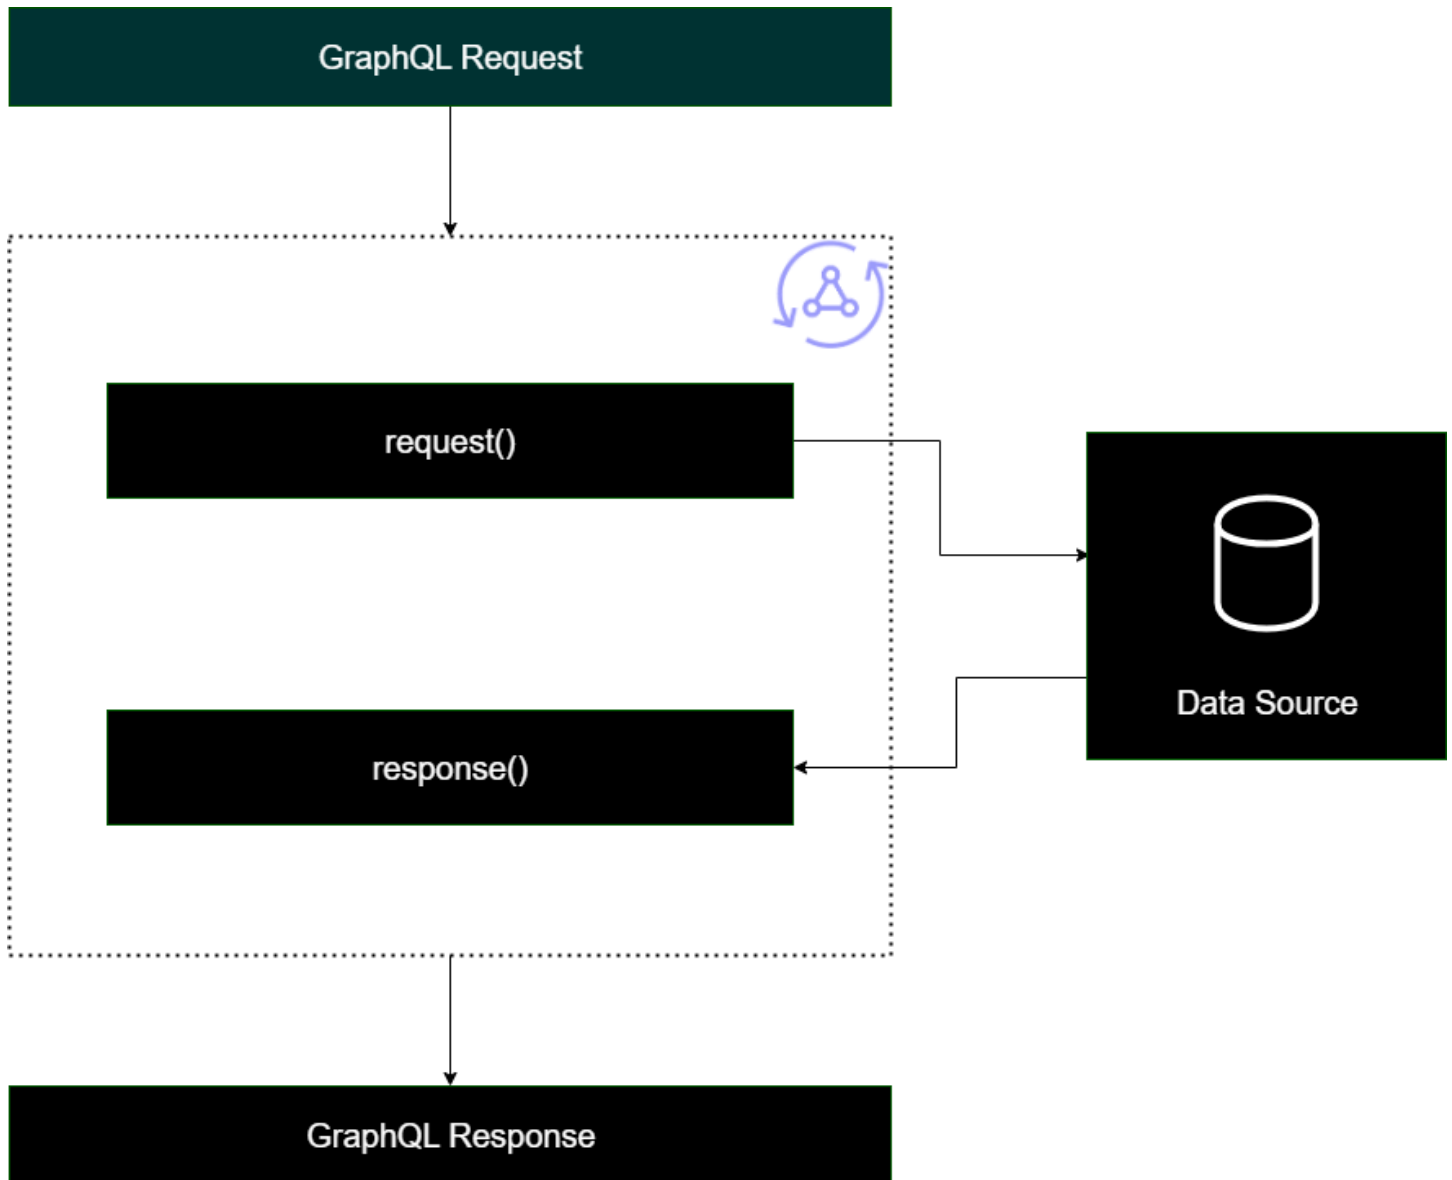 GraphQL Request
request()
Data Source
response()
GraphQL Response